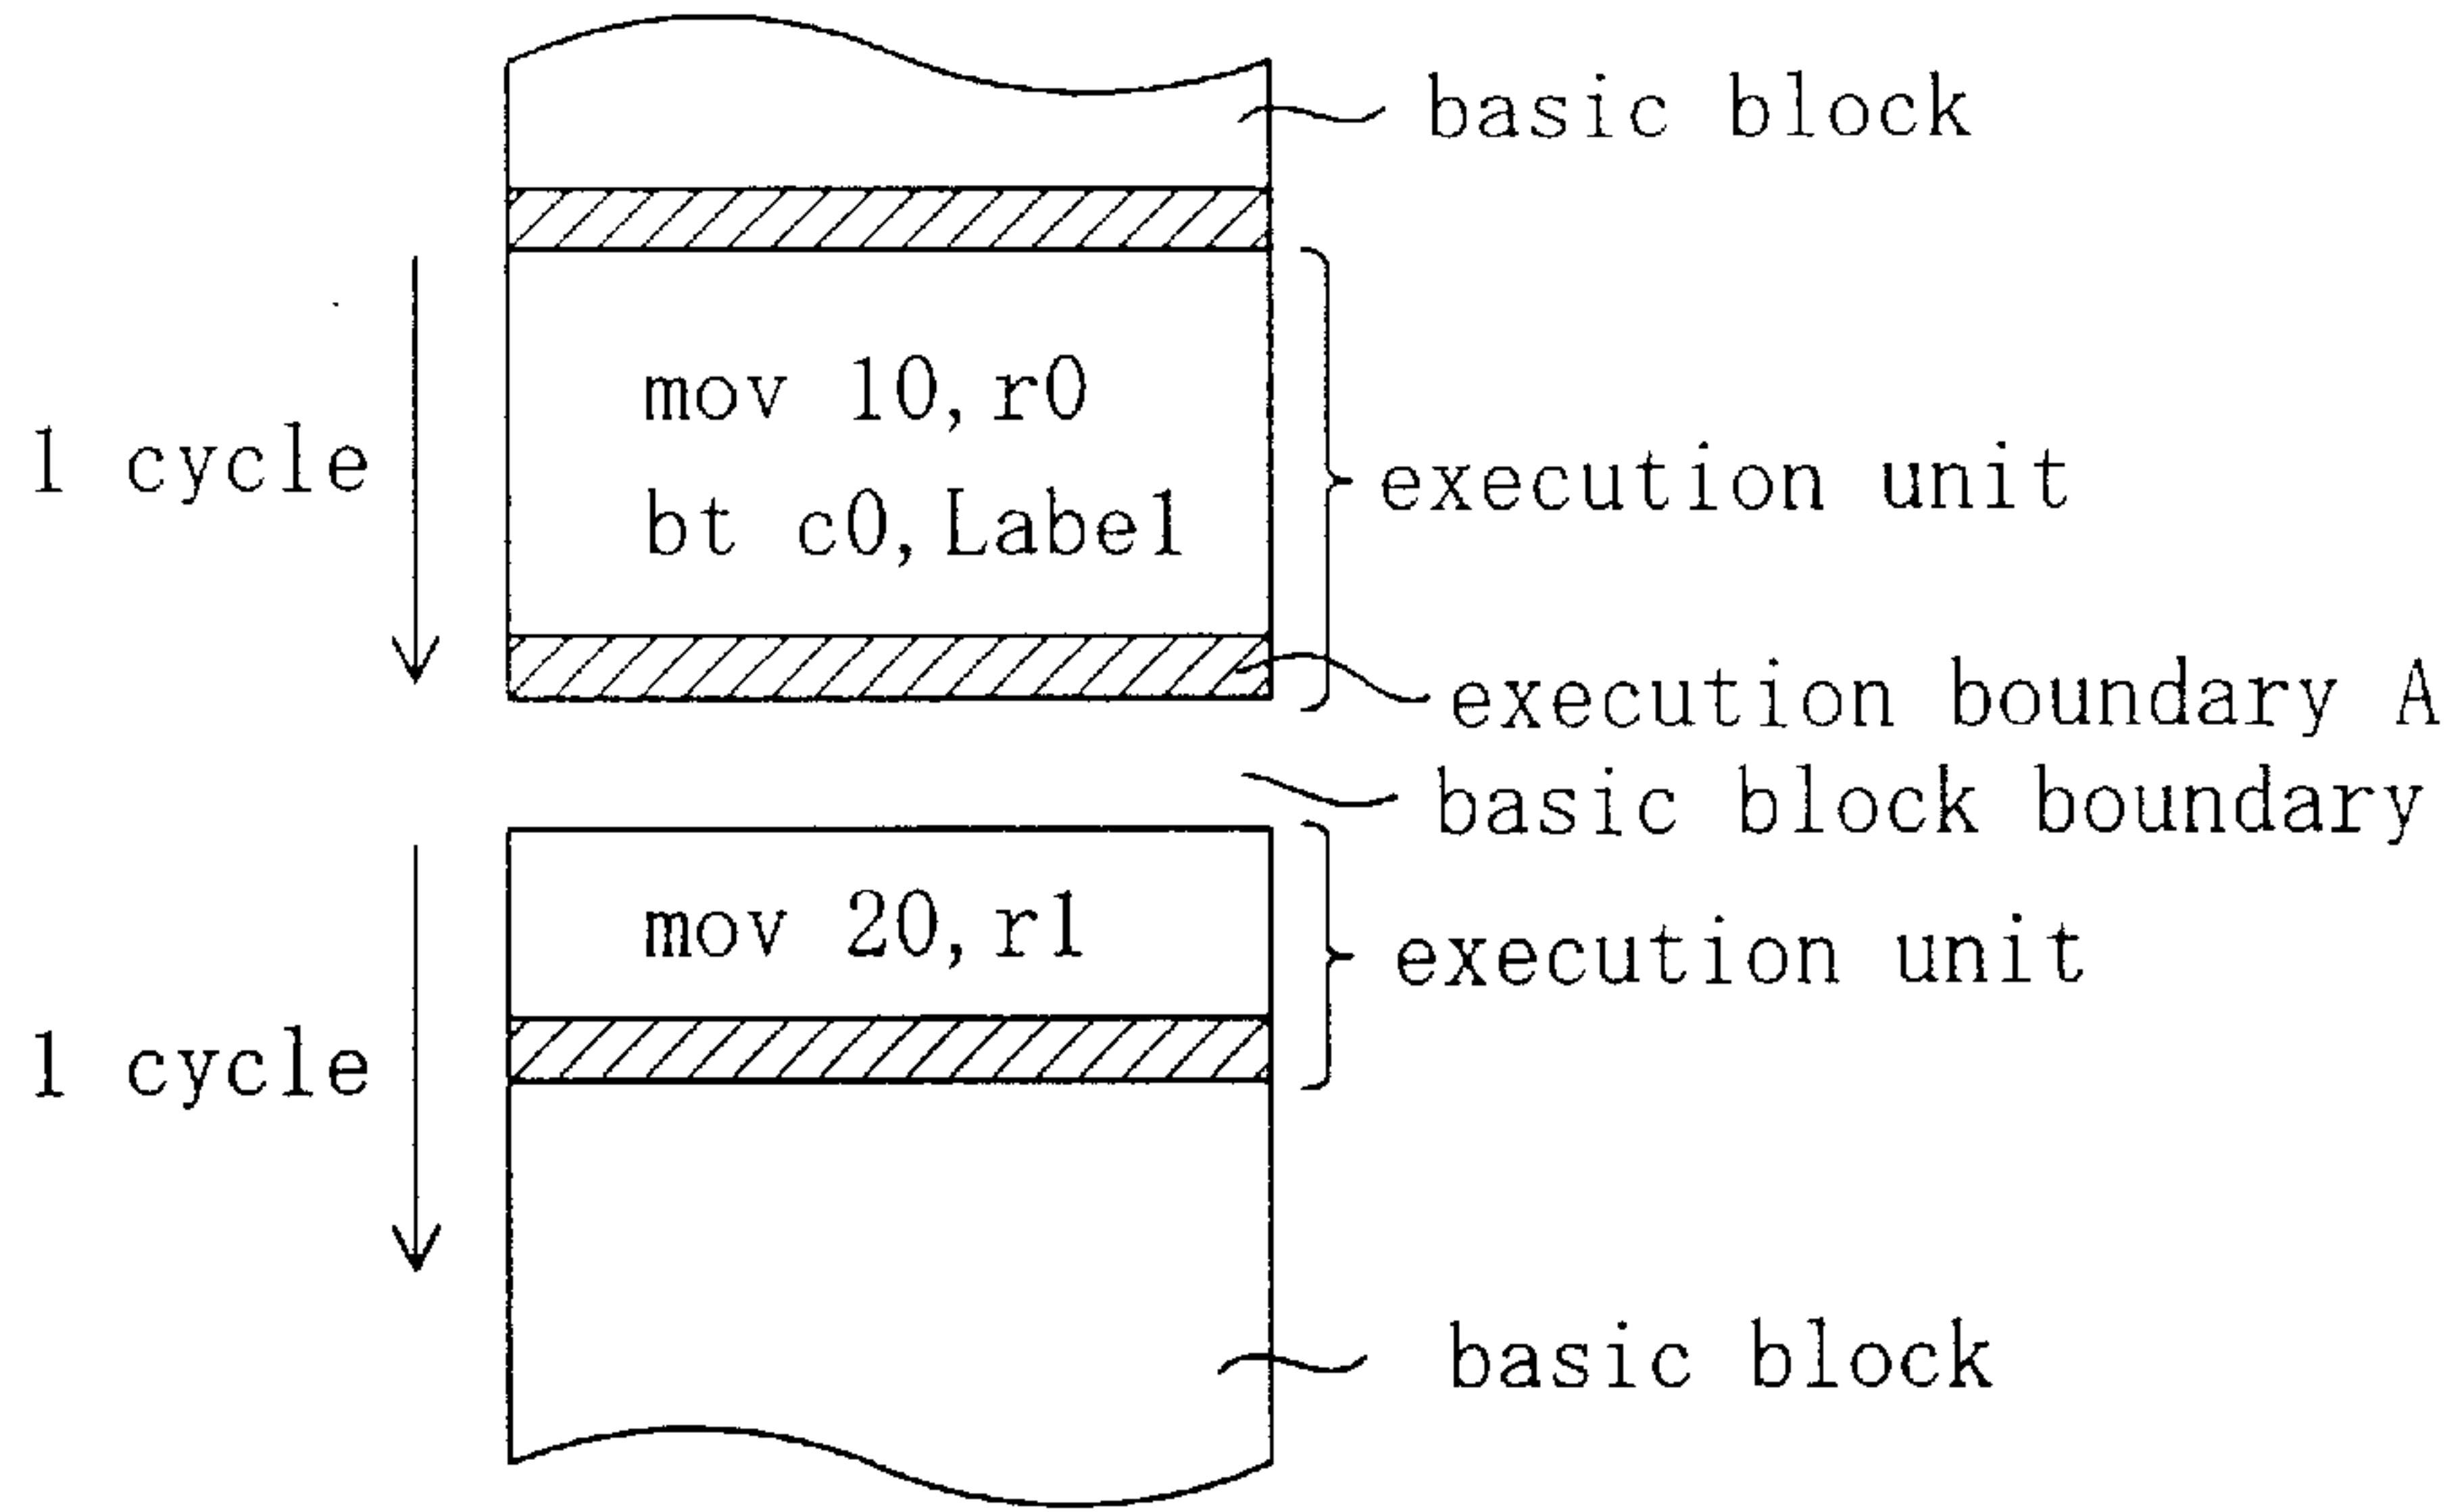 basic block
mov 10,r0
1 cycle
execution unit
bt c0,Label
execution boundary A
basic block boundary
mov 20,r1
execution unit
1 cycle
basic block